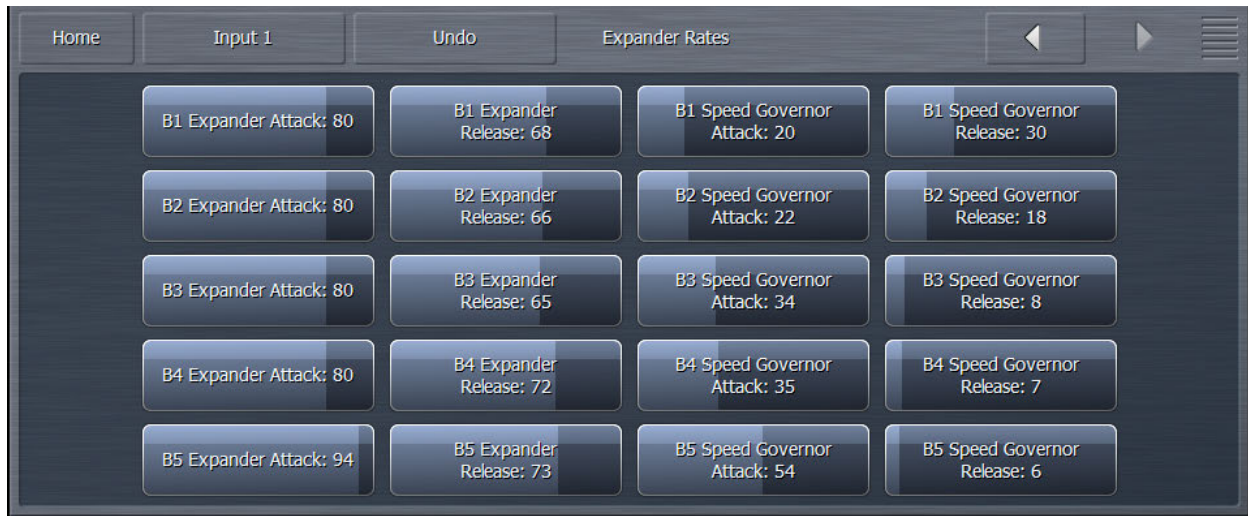 Home
Input 1
Undo
Expander Rates
B1 Expander Attack: 80
B1 Expander
Release: 68
B1 Speed Governor
Attack: 20
B1 Speed Governor
Release: 30
B2 Expander Attack: 80
B2 Expander
Release: 66
B2 Speed Governor
Attack: 22
B2 Speed Governor
Release: 18
B3 Expander Attack: 80
B3 Expander
Release: 65
B3 Speed Governor
Attack: 34
B3 Speed Governor
Release: 8
B4 Expander Attack: 80
B4 Expander
Release: 72
B4 Speed Governor
Attack: 35
B4 Speed Governor
Release: 7
B5 Expander Attack: 94
B5 Expander
Release: 73
B5 Speed Governor
Attack: 54
B5 Speed Governor
Release: 6